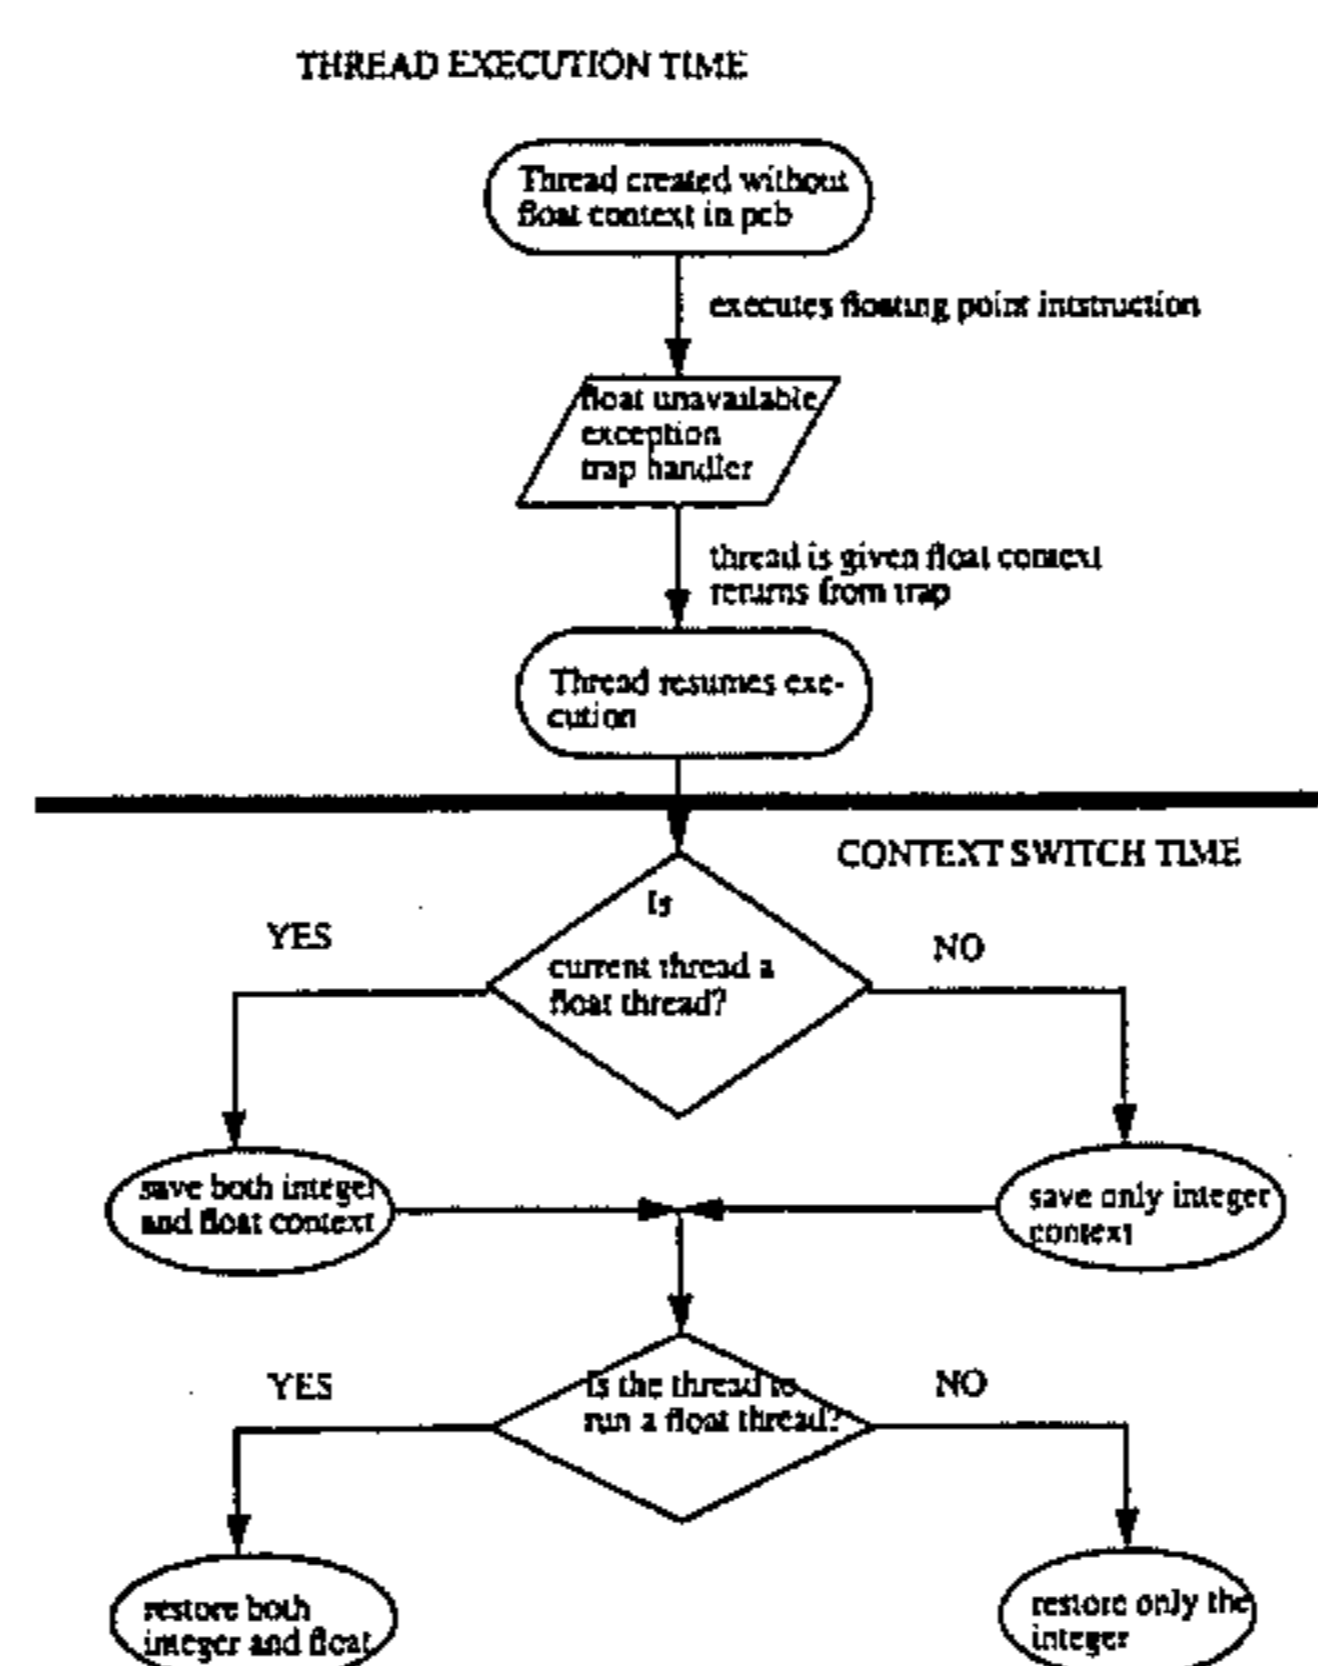 THREAD EXECUTION TIME
Thread created without
float context in pcb
executes floating point intstruction
float unavailable
exception
trap handler
thread is given float context
returns from trap
Thread resumes exe-
cution
CONTEXT SWITCH TIME
Is
YES
NO
current thread a
float thread?
save both integer
and float context
save only integer
context
YES
Is the thread to
NO
run a float thread?
restore both
integer and float
restore only the
integer